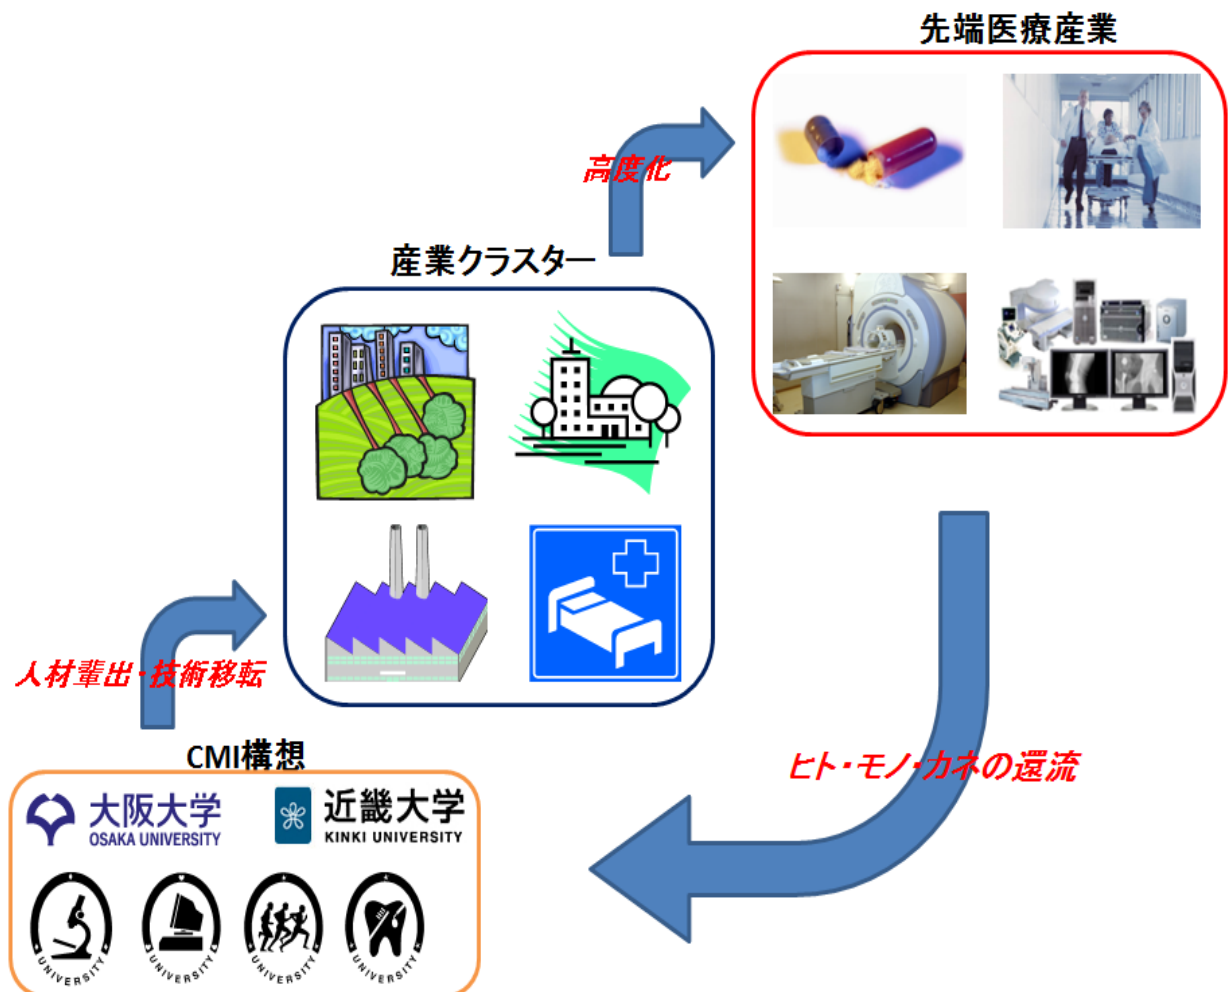 先端医療産業
高度化
産業クラスター
人材輩出・技術移転
CMI構想
ヒト・モノ・カネの還流
大阪大学
OSAKA UNIVERSITY
近畿大学
KINKI UNIVERSITY
UNIVERSITY
UNIVERSITY
UNIVERSITY
UNIVERSITY